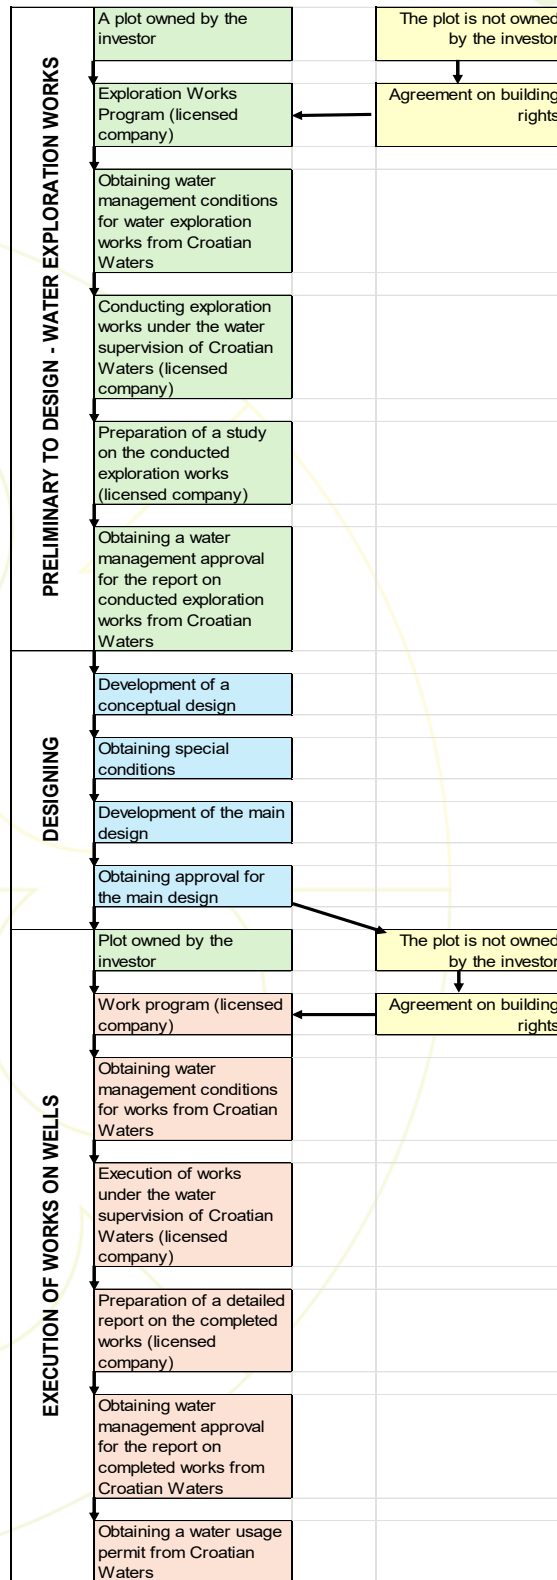 PRELIMINARY TO DESIGN - WATER EXPLORATION WORKS
A plot owned by the
investor
The plot is not owned
by the investor
Exploration Works
Program (licensed
company)
Agreement on building
rights
Obtaining water
management conditions
for water exploration
works from Croatian
Waters
Conducting exploration
works under the water
supervision of Croatian
Waters (licensed
company)
Preparation of a study
on the conducted
exploration works
(licensed company)
Obtaining a water
management approval
for the report on
conducted exploration
works from Croatian
Waters
DESIGNING
Development of a
conceptual design
Obtaining special
conditions
Development of the main
design
Obtaining approval for
the main design
EXECUTION OF WORKS ON WELLS
Plot owned by the
investor
The plot is not owned
by the investor
Work program (licensed
company)
Agreement on building
rights
Obtaining water
management conditions
for works from Croatian
Waters
Execution of works
under the water
supervision of Croatian
Waters (licensed
company)
Preparation of a detailed
report on the completed
works (licensed
company)
Obtaining water
management approval
for the report on
completed works from
Croatian Waters
Obtaining a water usage
permit from Croatian
Waters